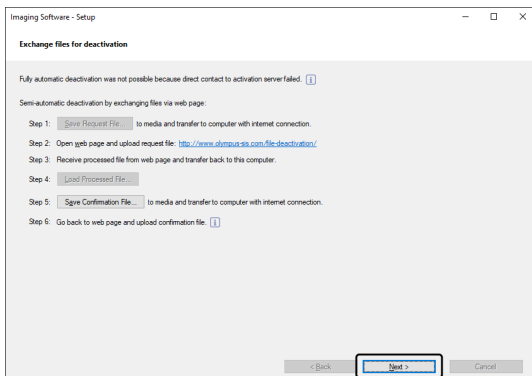 Imaging Software - Setup
Exchange files for deactivation
Fully automatic deactivation was not possible because direct contact to activation server failed. i
Semi-automatic deactivation by exchanging files via web page:
Step 1: Save Request File... to media and transfer to computer with internet connection.
Step 2: Open web page and upload request file: http://www.olympus-sis.com/file-deactivation/
Step 3: Receive processed file from web page and transfer back to this computer.
Step 4: Load Processed File...
Step 5: Save Confirmation File... to media and transfer to computer with internet connection.
Step 6: Go back to web page and upload confirmation file. i
< Back Next > Cancel